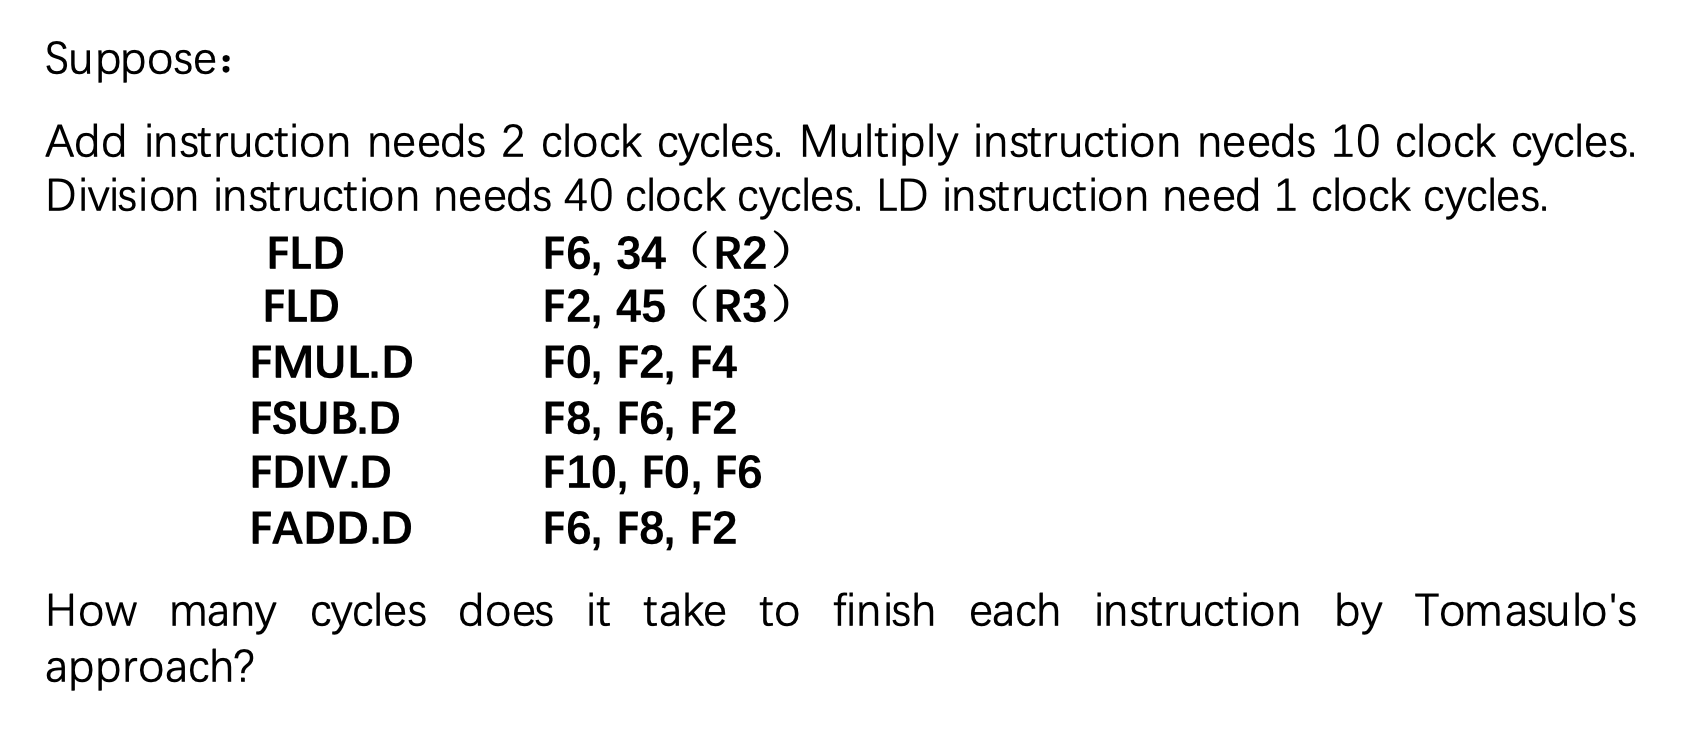 Suppose：
Add instruction needs 2 clock cycles. Multiply instruction needs 10 clock cycles.
Division instruction needs 40 clock cycles. LD instruction need 1 clock cycles.
FLD F6, 34（R2）
FLD F2, 45（R3）
FMUL.D F0, F2, F4
FSUB.D F8, F6, F2
FDIV.D F10, F0, F6
FADD.D F6, F8, F2
How many cycles does it take to finish each instruction by Tomasulo's
approach?